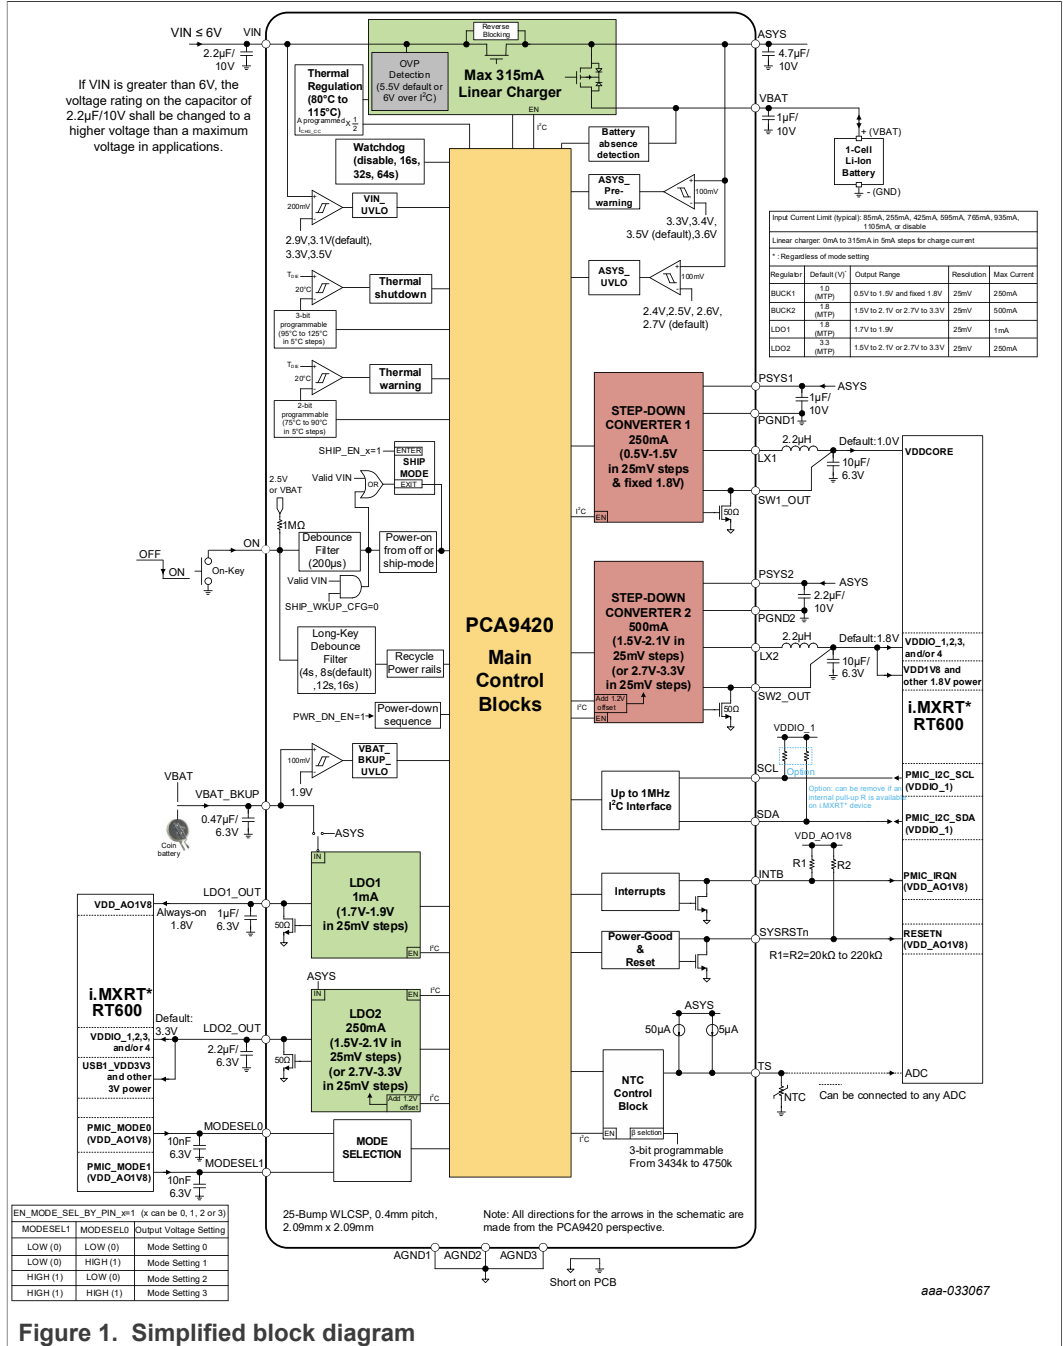 VIN ≤ 6V
VIN
2.2µF/
10V
If VIN is greater than 6V, the
voltage rating on the capacitor of
2.2µF/10V shall be changed to a
higher voltage than a maximum
voltage in applications.
Reverse
Blocking
OVP
Detection
(5.5V default or
6V over I²C)
Max 315mA
Linear Charger
EN
I²C
ASYS
4.7µF/
10V
VBAT
1µF/
10V
+ (VBAT)
1-Cell
Li-Ion
Battery
- (GND)
Thermal
Regulation
(80°C to
115°C)
A programmed x 1/2
ICHG_CC
Watchdog
(disable, 16s,
32s, 64s)
Battery
absence
detection
200mV
VIN_
UVLO
2.9V,3.1V(default),
3.3V,3.5V
ASYS_
Pre-
warning
100mV
3.3V,3.4V,
3.5V (default),3.6V
ASYS_
UVLO
100mV
2.4V,2.5V, 2.6V,
2.7V (default)
20°C
Thermal
shutdown
3-bit
programmable
(95°C to 125°C
in 5°C steps)
20°C
Thermal
warning
2-bit
programmable
(75°C to 90°C
in 5°C steps)
Input Current Limit (typical): 85mA, 255mA, 425mA, 595mA, 765mA, 935mA,
1105mA, or disable
Linear charger: 0mA to 315mA in 5mA steps for charge current
* : Regardless of mode setting
Regulator Default (V)* Output Range Resolution Max Current
BUCK1 1.0 (MTP) 0.5V to 1.5V and fixed 1.8V 25mV 250mA
BUCK2 1.8 (MTP) 1.5V to 2.1V or 2.7V to 3.3V 25mV 500mA
LDO1 1.8 (MTP) 1.7V to 1.9V 25mV 1mA
LDO2 3.3 (MTP) 1.5V to 2.1V or 2.7V to 3.3V 25mV 250mA
SHIP_EN_x=1
ENTER
SHIP
MODE
EXIT
Valid VIN
OR
2.5V
or VBAT
1MΩ
ON
OFF
ON
On-Key
Debounce
Filter
(200µs)
Power-on
from off or
ship-mode
Valid VIN
SHIP_WKUP_CFG=0
Long-Key
Debounce
Filter
(4s, 8s(default)
,12s,16s)
Recycle
Power rails
PWR_DN_EN=1
Power-down
sequence
PCA9420
Main
Control
Blocks
STEP-DOWN
CONVERTER 1
250mA
(0.5V-1.5V
in 25mV steps
& fixed 1.8V)
I²C
EN
PSYS1
ASYS
1µF/
10V
PGND1
2.2µH
LX1
Default:1.0V
10µF/
6.3V
SW1_OUT
50Ω
VDDCORE
STEP-DOWN
CONVERTER 2
500mA
(1.5V-2.1V in
25mV steps)
(or 2.7V-3.3V
in 25mV steps)
I²C
Add 1.2V
offset
EN
PSYS2
ASYS
2.2µF/
10V
PGND2
2.2µH
LX2
Default:1.8V
10µF/
6.3V
SW2_OUT
50Ω
VDDIO_1,2,3,
and/or 4
VDD1V8 and
other 1.8V power
i.MXRT*
RT600
VDDIO_1
Option
SCL
Option: can be remove if an
internal pull-up R is available
on i.MXRT* device
PMIC_I2C_SCL
(VDDIO_1)
Up to 1MHz
I²C Interface
SDA
PMIC_I2C_SDA
(VDDIO_1)
VDD_AO1V8
R1
R2
Interrupts
INTB
PMIC_IRQN
(VDD_AO1V8)
Power-Good
&
Reset
SYSRSTn
R1=R2=20kΩ to 220kΩ
RESETN
(VDD_AO1V8)
VBAT
100mV
VBAT_
BKUP_
UVLO
1.9V
VBAT_BKUP
0.47µF/
6.3V
Coin
battery
ASYS
IN
LDO1
1mA
(1.7V-1.9V
in 25mV steps)
EN
I²C
LDO1_OUT
50Ω
1µF/
6.3V
Always-on
1.8V
VDD_AO1V8
i.MXRT*
RT600
ASYS
IN
EN
I²C
LDO2
250mA
(1.5V-2.1V in
25mV steps)
(or 2.7V-3.3V
in 25mV steps)
Add 1.2V
offset
I²C
LDO2_OUT
50Ω
2.2µF/
6.3V
Default:
3.3V
VDDIO_1,2,3,
and/or 4
USB1_VDD3V3
and other
3V power
ASYS
50µA
5µA
NTC
Control
Block
EN
β selction
I²C
3-bit programmable
From 3434k to 4750k
TS
NTC
ADC
Can be connected to any ADC
PMIC_MODE0
(VDD_AO1V8)
10nF
6.3V
MODESEL0
PMIC_MODE1
(VDD_AO1V8)
10nF
6.3V
MODESEL1
MODE
SELECTION
EN_MODE_SEL_BY_PIN_x=1 (x can be 0, 1, 2 or 3)
MODESEL1 MODESEL0 Output Voltage Setting
LOW (0) LOW (0) Mode Setting 0
LOW (0) HIGH (1) Mode Setting 1
HIGH (1) LOW (0) Mode Setting 2
HIGH (1) HIGH (1) Mode Setting 3
25-Bump WLCSP, 0.4mm pitch,
2.09mm x 2.09mm
Note: All directions for the arrows in the schematic are
made from the PCA9420 perspective.
AGND1
AGND2
AGND3
Short on PCB
aaa-033067
Figure 1. Simplified block diagram